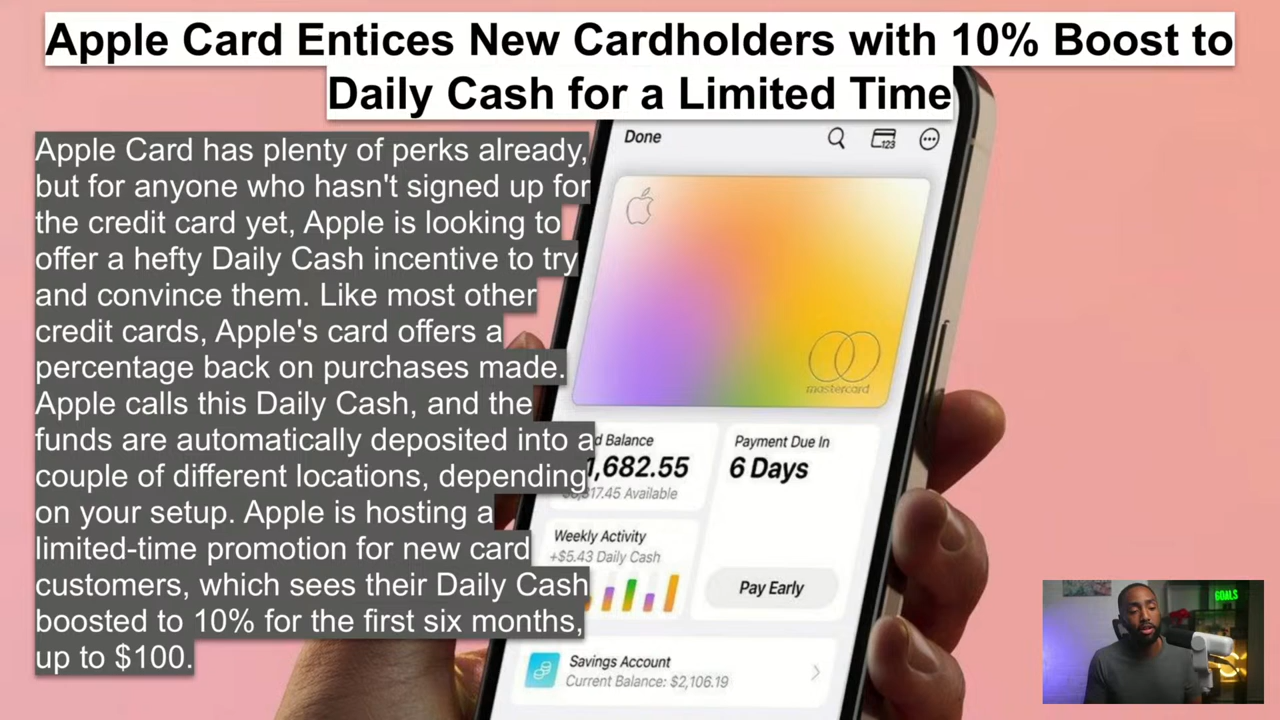 Apple Card Entices New Cardholders with 10% Boost to
Daily Cash for a Limited Time
Apple Card has plenty of perks already,
but for anyone who hasn't signed up for
the credit card yet, Apple is looking to
offer a hefty Daily Cash incentive to try
and convince them. Like most other
credit cards, Apple's card offers a
percentage back on purchases made.
Apple calls this Daily Cash, and the
funds are automatically deposited into a
couple of different locations, depending
on your setup. Apple is hosting a
limited-time promotion for new card
customers, which sees their Daily Cash
boosted to 10% for the first six months,
up to $100.
Done
123
mastercard
Balance
,682.55
17.45 Available
Payment Due In
6 Days
Weekly Activity
+$5.43 Daily Cash
Pay Early
Savings Account
Current Balance: $2,106.19
GOALS